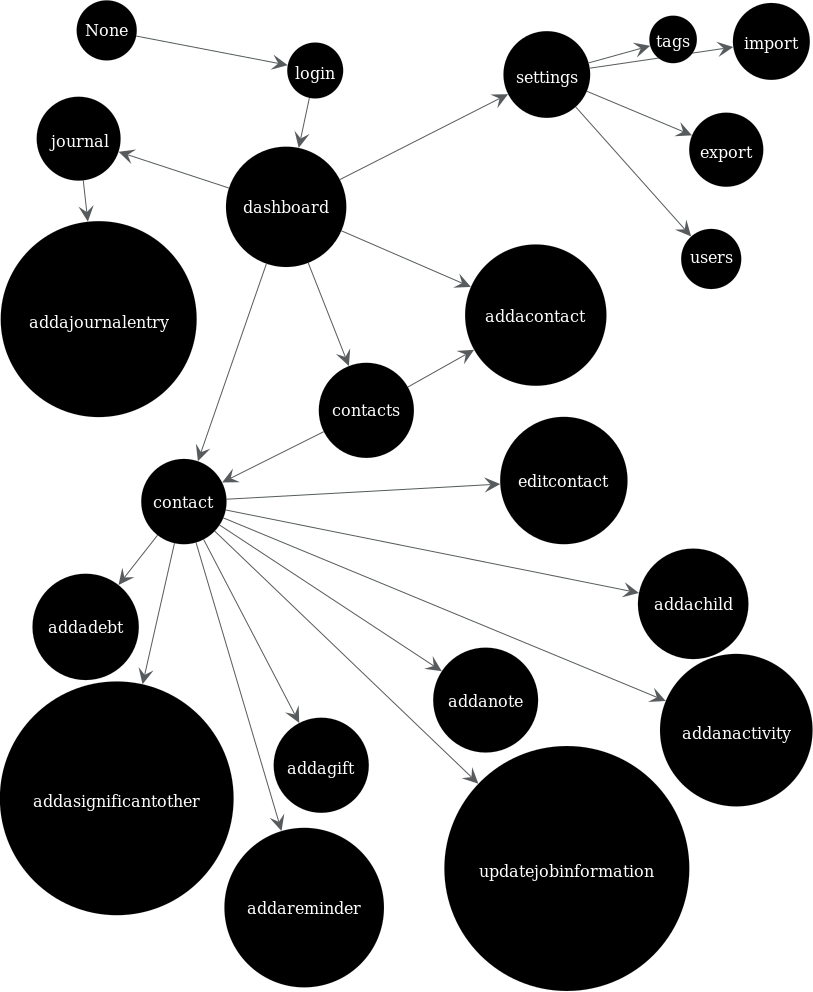 None
login
tags
import
settings
journal
export
dashboard
users
addajournalentry
addacontact
contacts
contact
editcontact
addadebt
addachild
addanote
addanactivity
addagift
addasignificantother
updatejobinformation
addareminder